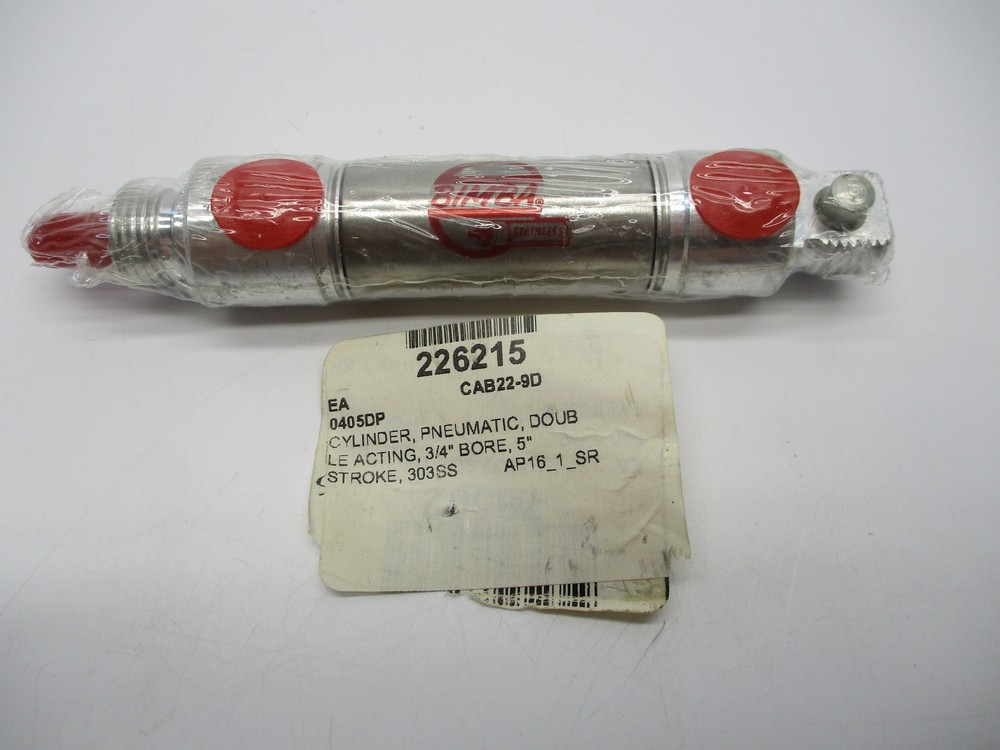 BIMBA
STAINLESS
226215
CAB22-9D
EA
0405DP
CYLINDER, PNEUMATIC, DOUB
LE ACTING, 3/4" BORE, 5"
STROKE, 303SS AP16_1_SR